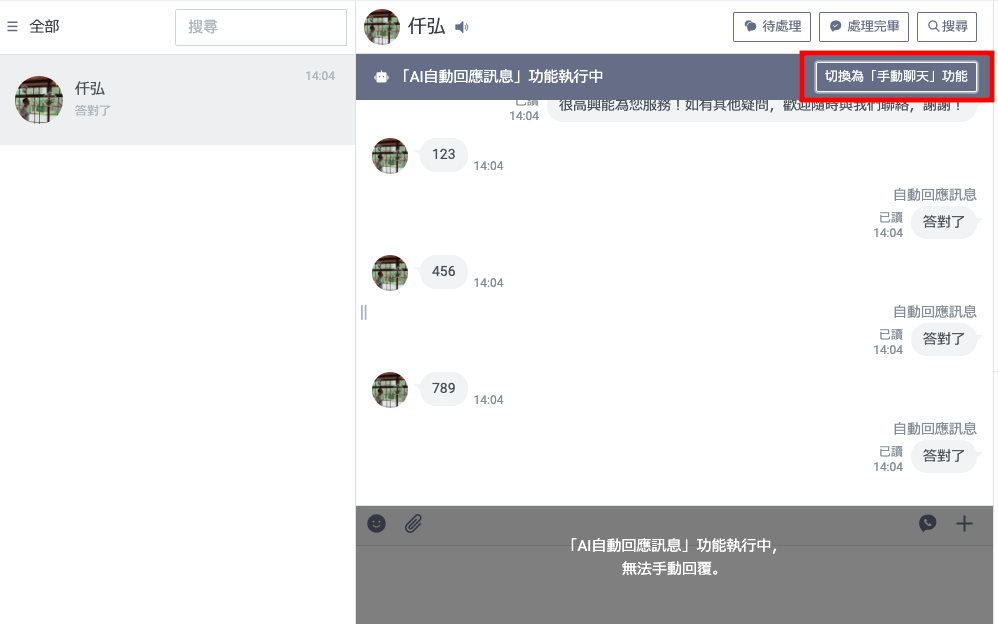 全部
搜尋
仟弘
14:04
答對了
仟弘
待處理
處理完畢
搜尋
「AI自動回應訊息」功能執行中
切換為「手動聊天」功能
已讀
14:04
很高興能為您服務！如有其他疑問，歡迎隨時與我們聯絡，謝謝！
123
14:04
自動回應訊息
已讀
14:04
答對了
456
14:04
自動回應訊息
已讀
14:04
答對了
789
14:04
自動回應訊息
已讀
14:04
答對了
「AI自動回應訊息」功能執行中，
無法手動回覆。